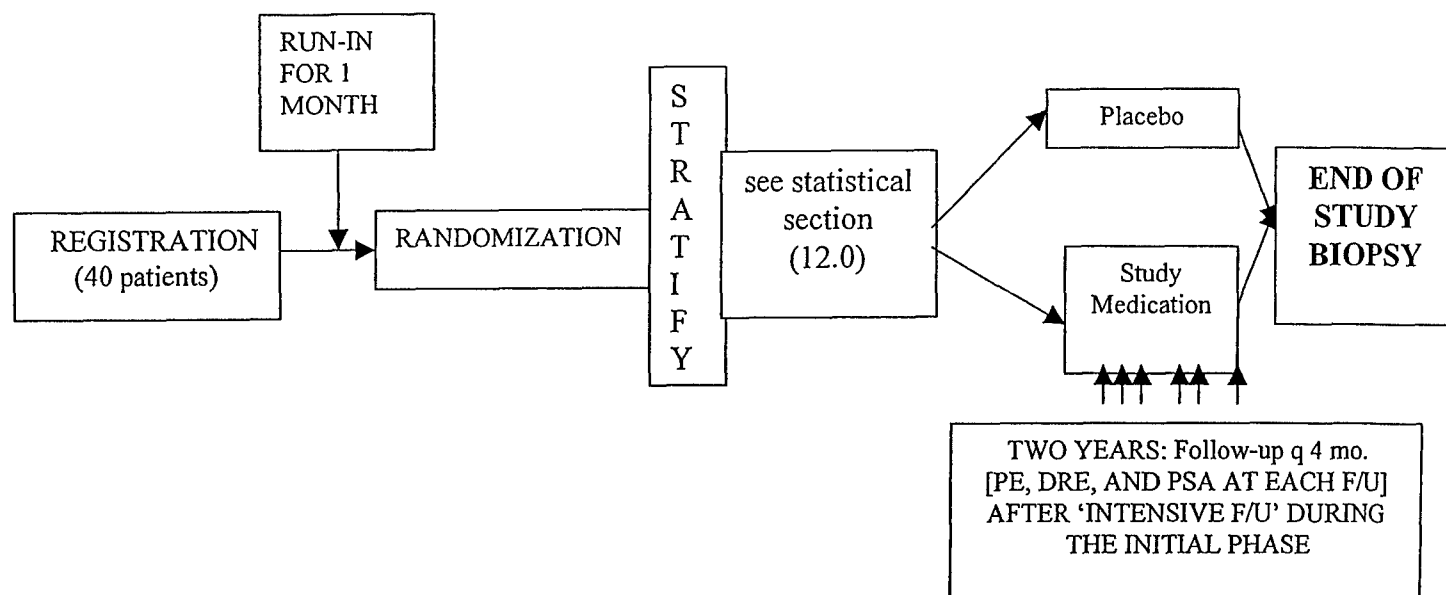 RUN-IN
FOR 1
MONTH
REGISTRATION
(40 patients)
RANDOMIZATION
S
T
R
A
T
I
F
Y
see statistical
section
(12.0)
Placebo
Study
Medication
END OF
STUDY
BIOPSY
TWO YEARS: Follow-up q 4 mo.
[PE, DRE, AND PSA AT EACH F/U]
AFTER ‘INTENSIVE F/U’ DURING
THE INITIAL PHASE